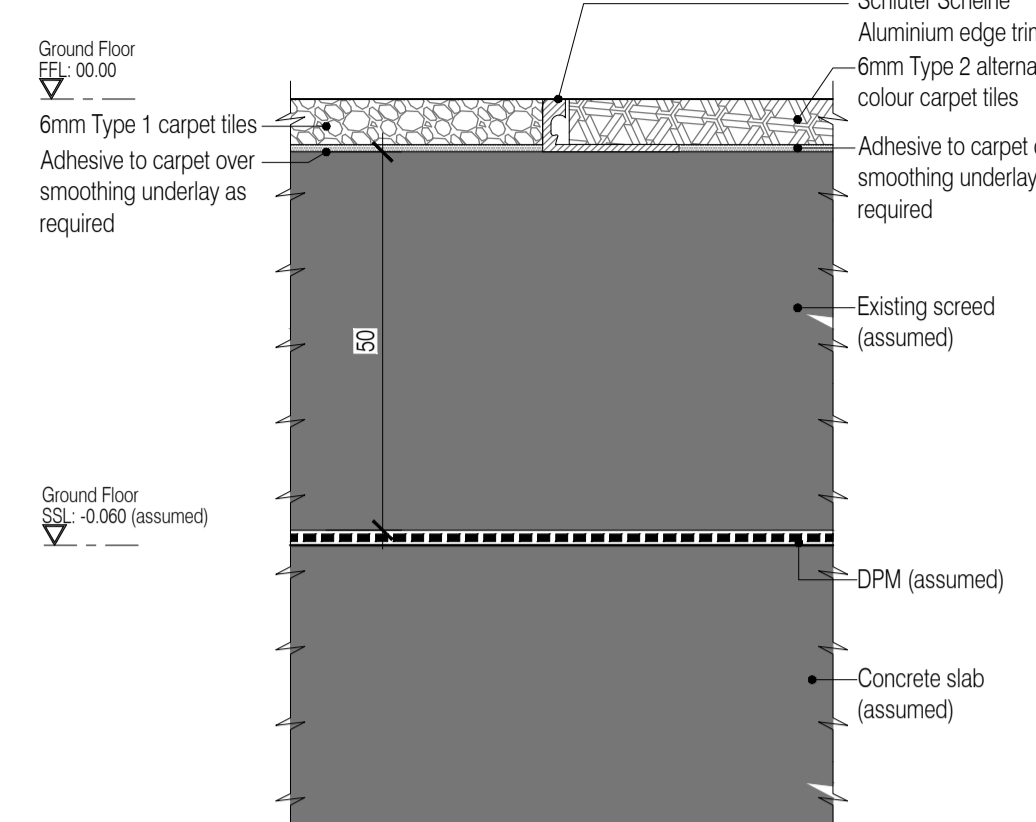 Schluter Scheine
Aluminium edge trim
6mm Type 2 alterna
colour carpet tiles
Adhesive to carpet
smoothing underlay
required
Ground Floor
FFL: 00.00
6mm Type 1 carpet tiles
Adhesive to carpet over
smoothing underlay as
required
50
Existing screed
(assumed)
Ground Floor
SSL: -0.060 (assumed)
DPM (assumed)
Concrete slab
(assumed)